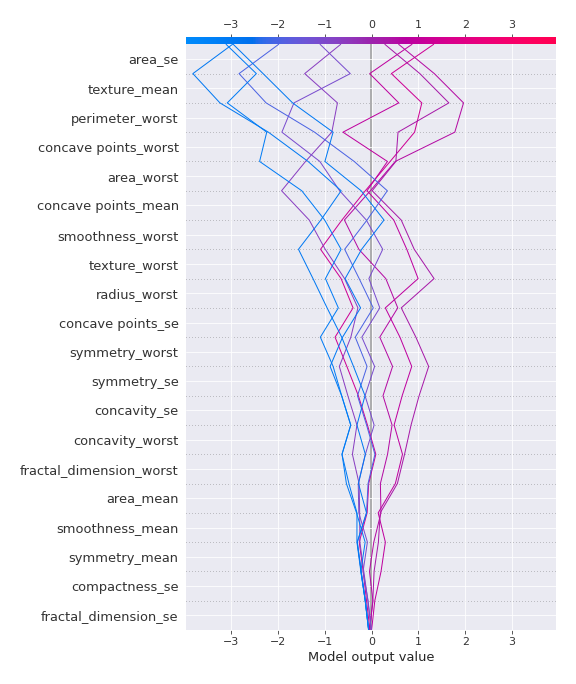 −3 −2 −1 0 1 2 3
area_se
texture_mean
perimeter_worst
concave points_worst
area_worst
concave points_mean
smoothness_worst
texture_worst
radius_worst
concave points_se
symmetry_worst
symmetry_se
concavity_se
concavity_worst
fractal_dimension_worst
area_mean
smoothness_mean
symmetry_mean
compactness_se
fractal_dimension_se
−3 −2 −1 0 1 2 3
Model output value